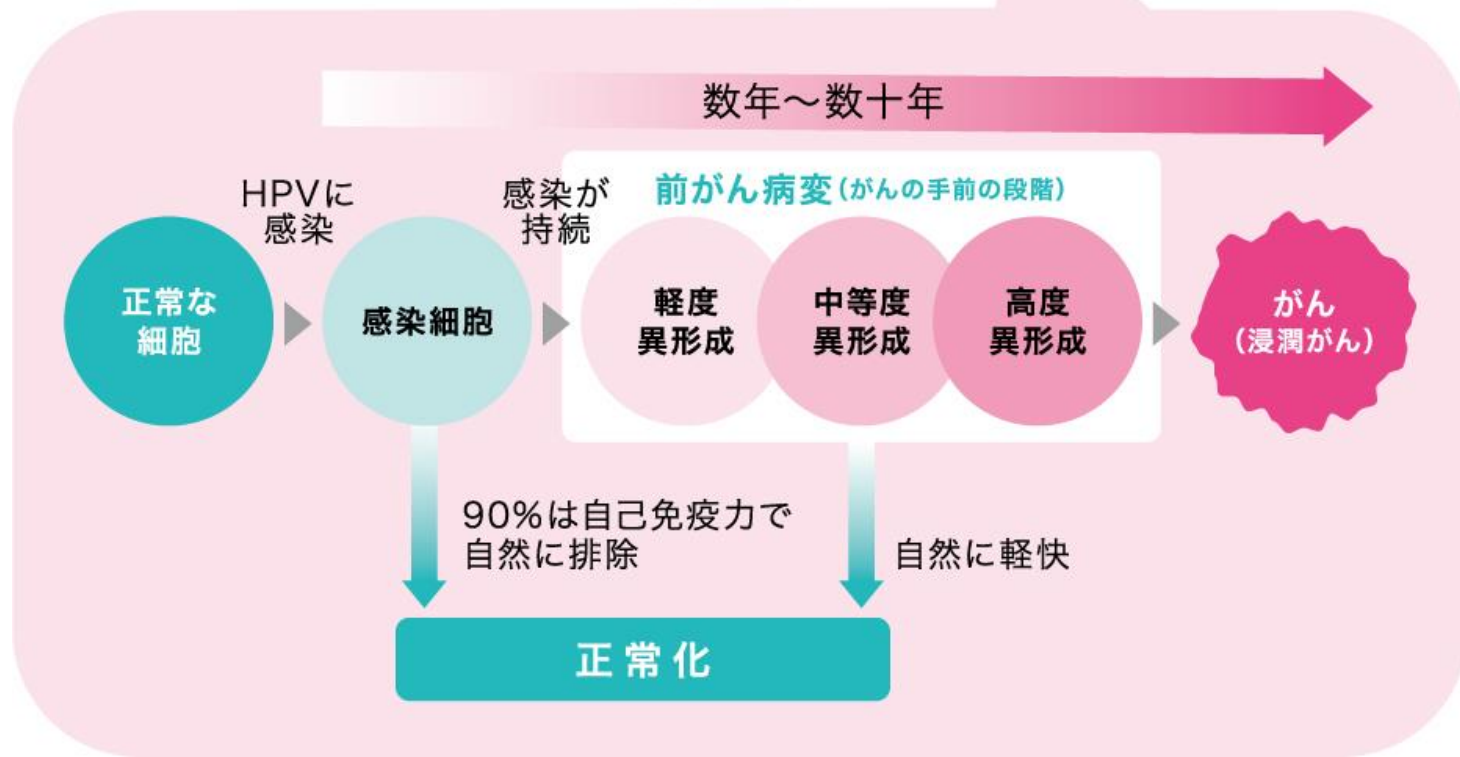 数年～数十年
HPVに
感染
感染が
持続
前がん病変(がんの手前の段階)
正常な
細胞
感染細胞
軽度
異形成
中等度
異形成
高度
異形成
がん
(浸潤がん)
90%は自己免疫力で
自然に排除
自然に軽快
正常化